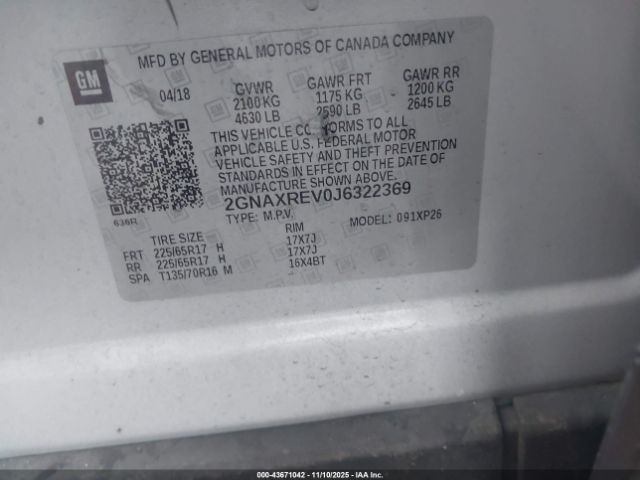 MFD BY GENERAL MOTORS OF CANADA COMPANY
GM
04/18 GVWR GAWR FRT GAWR RR
2100 KG 1175 KG 1200 KG
4630 LB 2590 LB 2645 LB
THIS VEHICLE CONFORMS TO ALL
APPLICABLE U.S. FEDERAL MOTOR
VEHICLE SAFETY AND THEFT PREVENTION
STANDARDS IN EFFECT ON THE DATE OF
MANUFACTURE SHOWN ABOVE.
2GNAXREV0J6322369
636R
TYPE: M.P.V. MODEL: 091XP26
TIRE SIZE RIM
FRT 225/65R17 H 17X7J
RR 225/65R17 H 17X7J
SPA T135/70R16 M 16X4BT
000-43671042 - 11/10/2025 - IAA Inc.